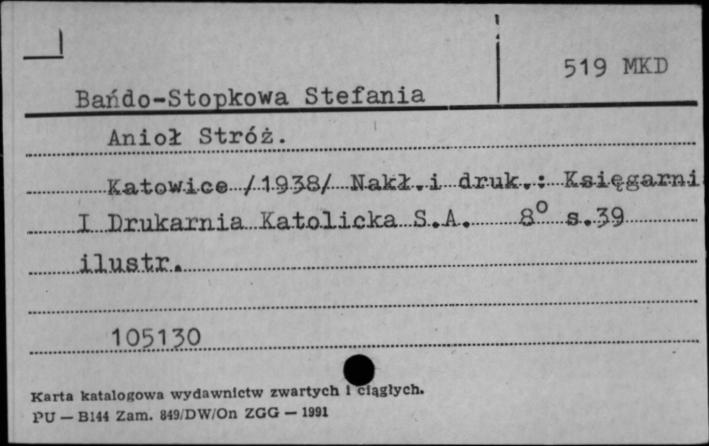 519 MKD
Bańdo-Stopkowa Stefania
Anioł Stróż.
Katowice /1938/ Nakł.i druk.: Księgarni
I Drukarnia Katolicka S.A. 8° s.39
ilustr.
105130
Karta katalogowa wydawnictw zwartych i ciągłych.
PU — B144 Zam. 849/DW/On ZGG — 1991